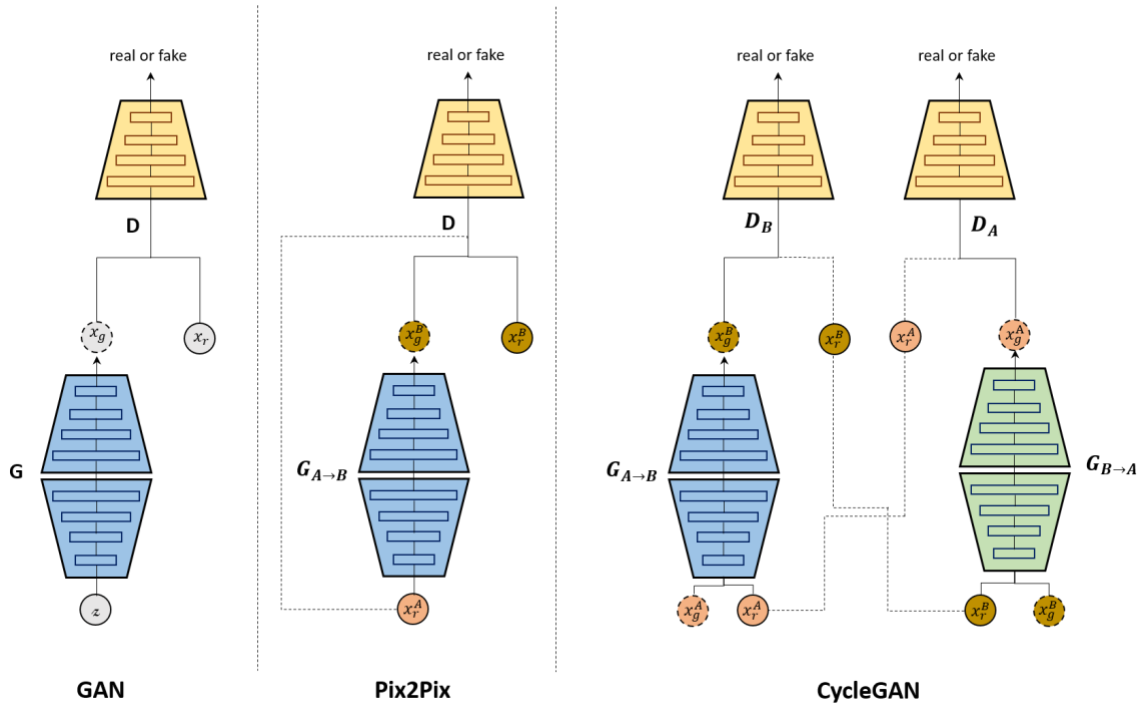 real or fake
D
x_g
x_r
G
z
GAN
real or fake
D
x_g^B
x_r^B
G_{A→B}
x_r^A
Pix2Pix
real or fake
real or fake
D_B
D_A
x_g^B
x_r^B
x_r^A
x_g^A
G_{A→B}
G_{B→A}
x_g^A
x_r^A
x_r^B
x_g^B
CycleGAN